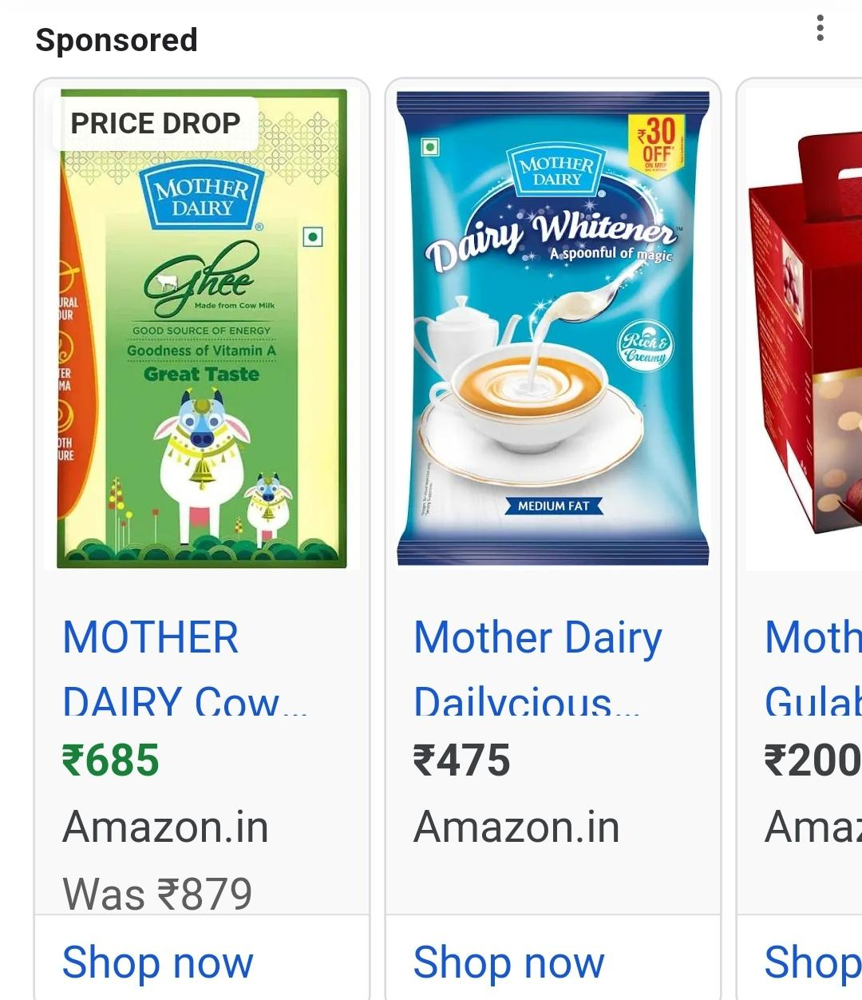 Sponsored
PRICE DROP
MOTHER
DAIRY
®
Ghee
Made from Cow Milk
GOOD SOURCE OF ENERGY
Goodness of Vitamin A
Great Taste
URAL
OUR
TER
MA
OTH
URE
₹30
OFF*
ON MRP
MOTHER
DAIRY
®
Dairy Whitener™
A spoonful of magic
Rich &
Creamy
MEDIUM FAT
MOTHER
DAIRY Cow...
₹685
Amazon.in
Was ₹879
Shop now
Mother Dairy
Dailycious...
₹475
Amazon.in
Shop now
Moth
Gulab
₹200
Amaz
Shop